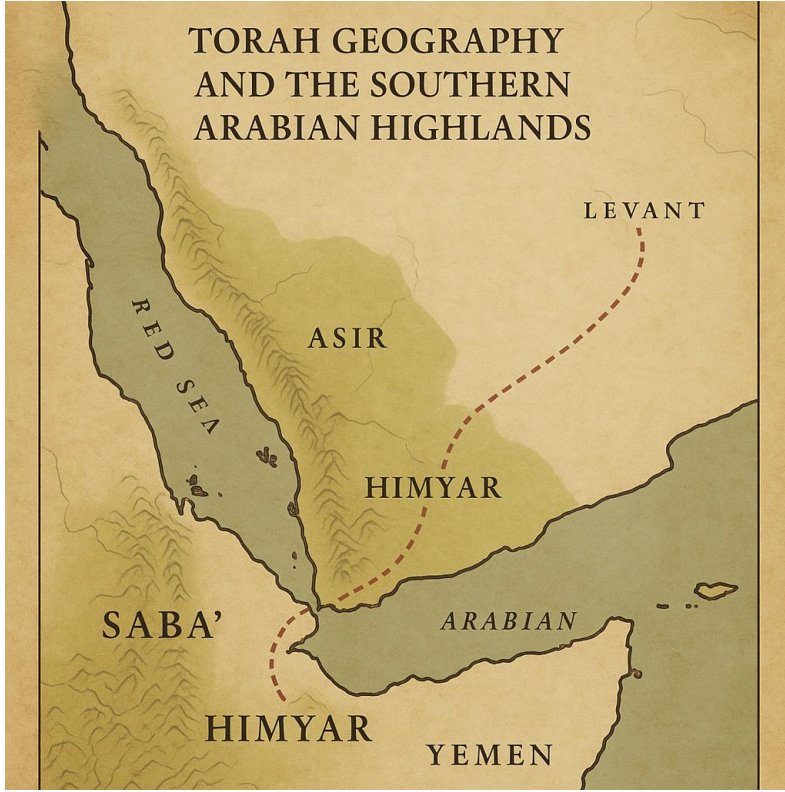 TORAH GEOGRAPHY
AND THE SOUTHERN
ARABIAN HIGHLANDS
LEVANT
RED SEA
ASIR
HIMYAR
SABA’
ARABIAN
HIMYAR
YEMEN